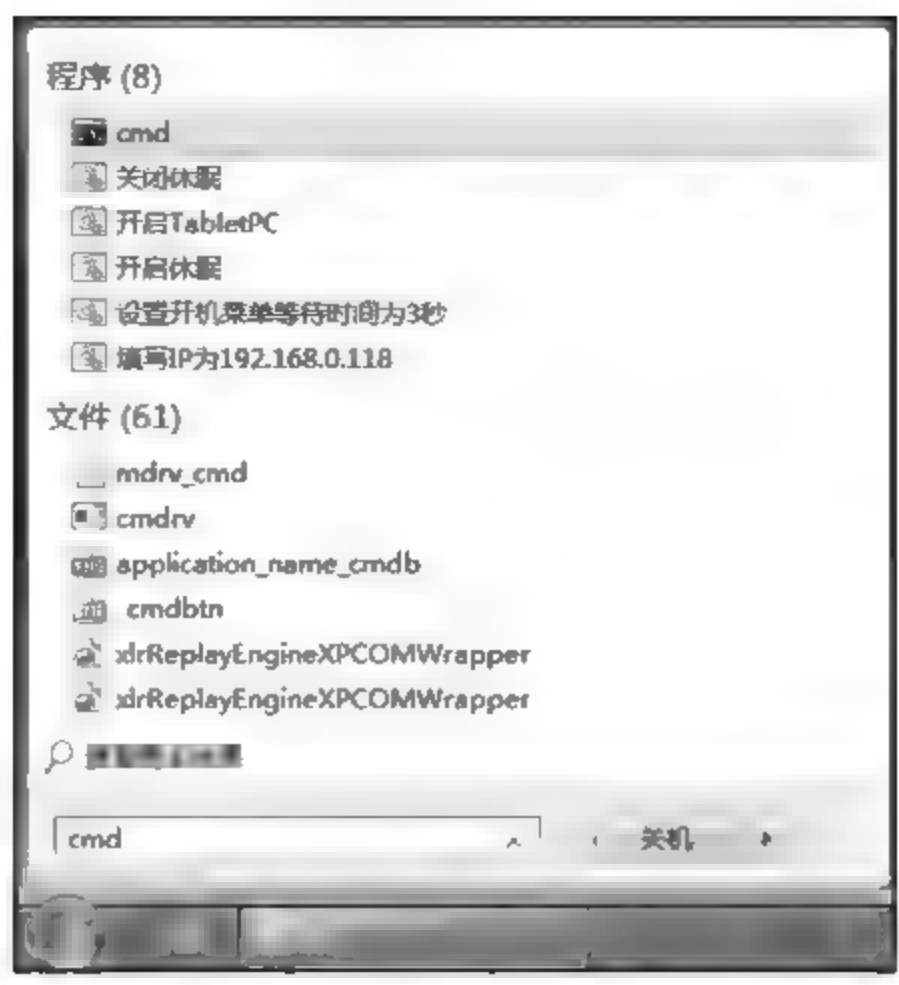 程序 (8)
cmd
关闭休眠
开启TabletPC
开启休眠
设置开机菜单等待时间为3秒
填写IP为192.168.0.118
文件 (61)
mdrv_cmd
cmdrv
application_name_cmdb
cmdbtn
xdrReplayEngineXPCOMWrapper
xdrReplayEngineXPCOMWrapper
cmd
关机